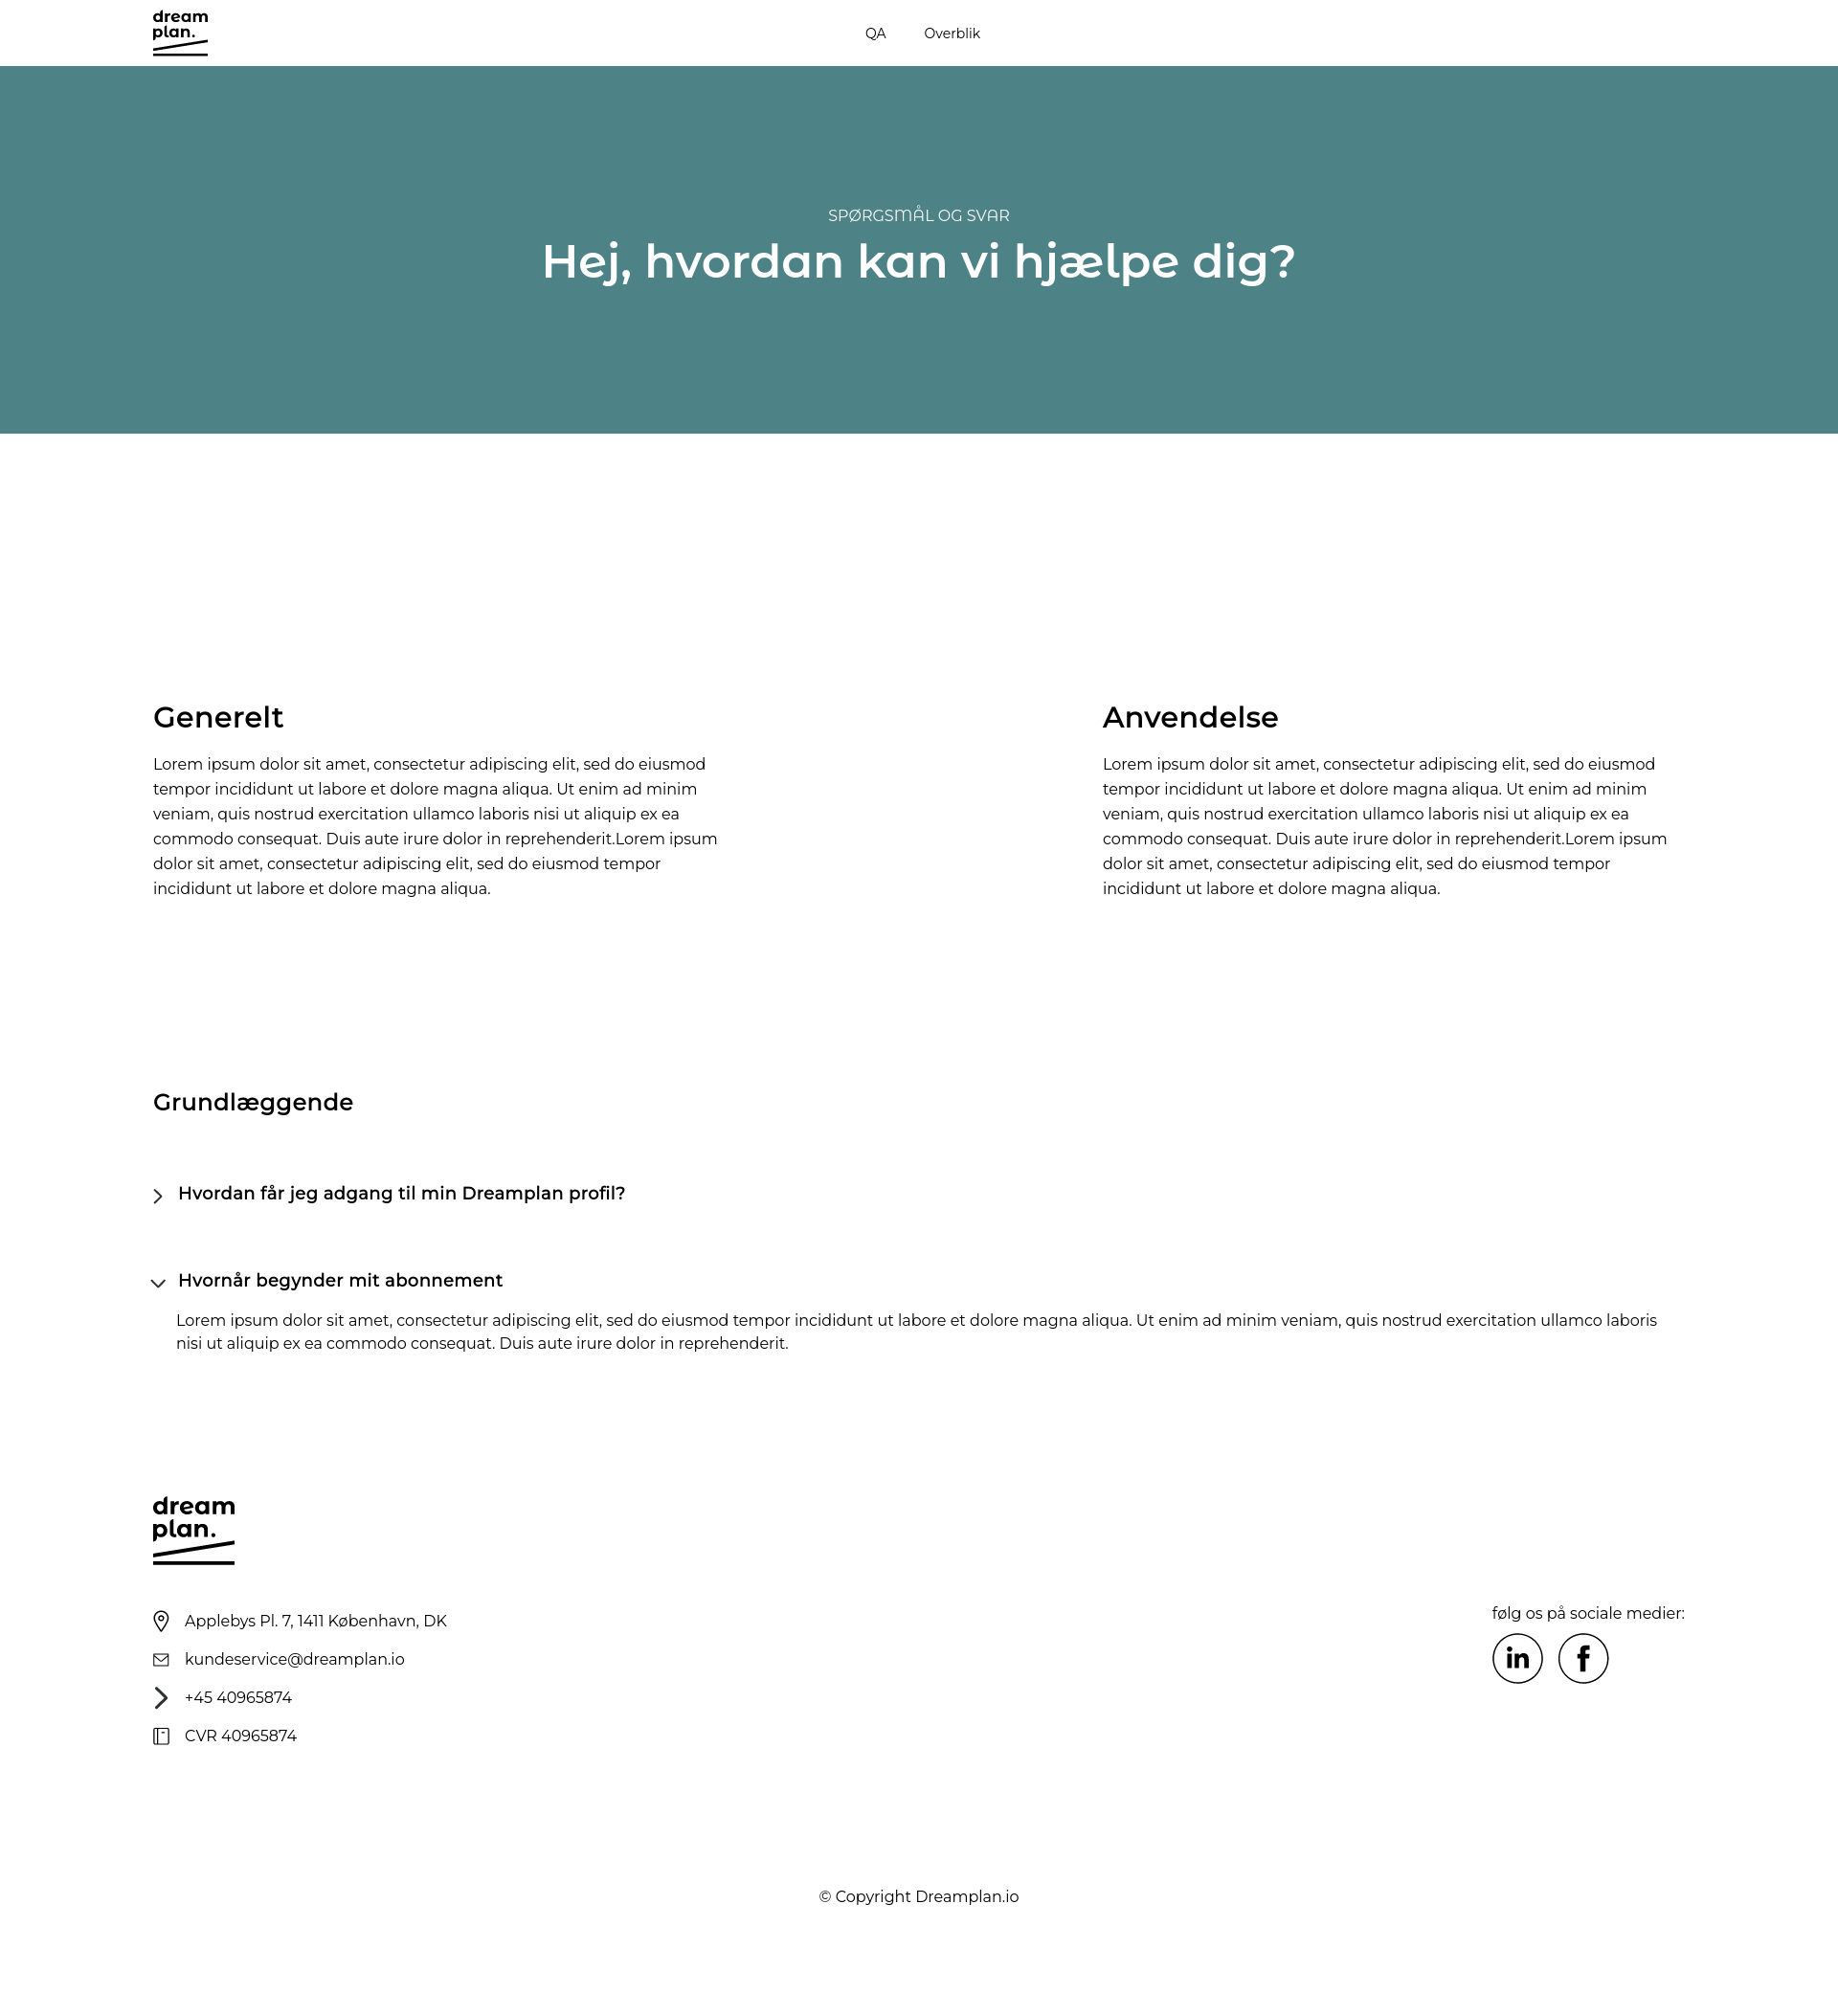 dream
plan.
QA
Overblik
SPØRGSMÅL OG SVAR
Hej, hvordan kan vi hjælpe dig?
Generelt
Lorem ipsum dolor sit amet, consectetur adipiscing elit, sed do eiusmod
tempor incididunt ut labore et dolore magna aliqua. Ut enim ad minim
veniam, quis nostrud exercitation ullamco laboris nisi ut aliquip ex ea
commodo consequat. Duis aute irure dolor in reprehenderit.Lorem ipsum
dolor sit amet, consectetur adipiscing elit, sed do eiusmod tempor
incididunt ut labore et dolore magna aliqua.
Anvendelse
Lorem ipsum dolor sit amet, consectetur adipiscing elit, sed do eiusmod
tempor incididunt ut labore et dolore magna aliqua. Ut enim ad minim
veniam, quis nostrud exercitation ullamco laboris nisi ut aliquip ex ea
commodo consequat. Duis aute irure dolor in reprehenderit.Lorem ipsum
dolor sit amet, consectetur adipiscing elit, sed do eiusmod tempor
incididunt ut labore et dolore magna aliqua.
Grundlæggende
Hvordan får jeg adgang til min Dreamplan profil?
Hvornår begynder mit abonnement
Lorem ipsum dolor sit amet, consectetur adipiscing elit, sed do eiusmod tempor incididunt ut labore et dolore magna aliqua. Ut enim ad minim veniam, quis nostrud exercitation ullamco laboris
nisi ut aliquip ex ea commodo consequat. Duis aute irure dolor in reprehenderit.
dream
plan.
Applebys Pl. 7, 1411 København, DK
kundeservice@dreamplan.io
+45 40965874
CVR 40965874
følg os på sociale medier:
in f
© Copyright Dreamplan.io